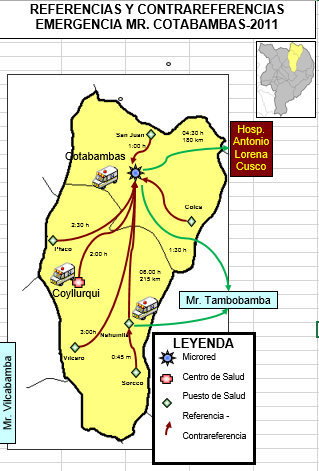 REFERENCIAS Y CONTRAREFERENCIAS
EMERGENCIA MR. COTABAMBAS-2011
San Juan
1:00 h
04:30 h
180 km
Hosp.
Antonio
Lorena
Cusco
Cotabambas
Colca
2:30 h
Pfaco
2:00 h
1:30 h
Coyllurqui
06:00 h
215 km
Mr. Tambobamba
Ñahuinlla
3:00h
Vilcaro
0:45 m
Sorcco
Mr. Vilcabamba
LEYENDA
Microred
Centro de Salud
Puesto de Salud
Referencia -
Contrareferencia